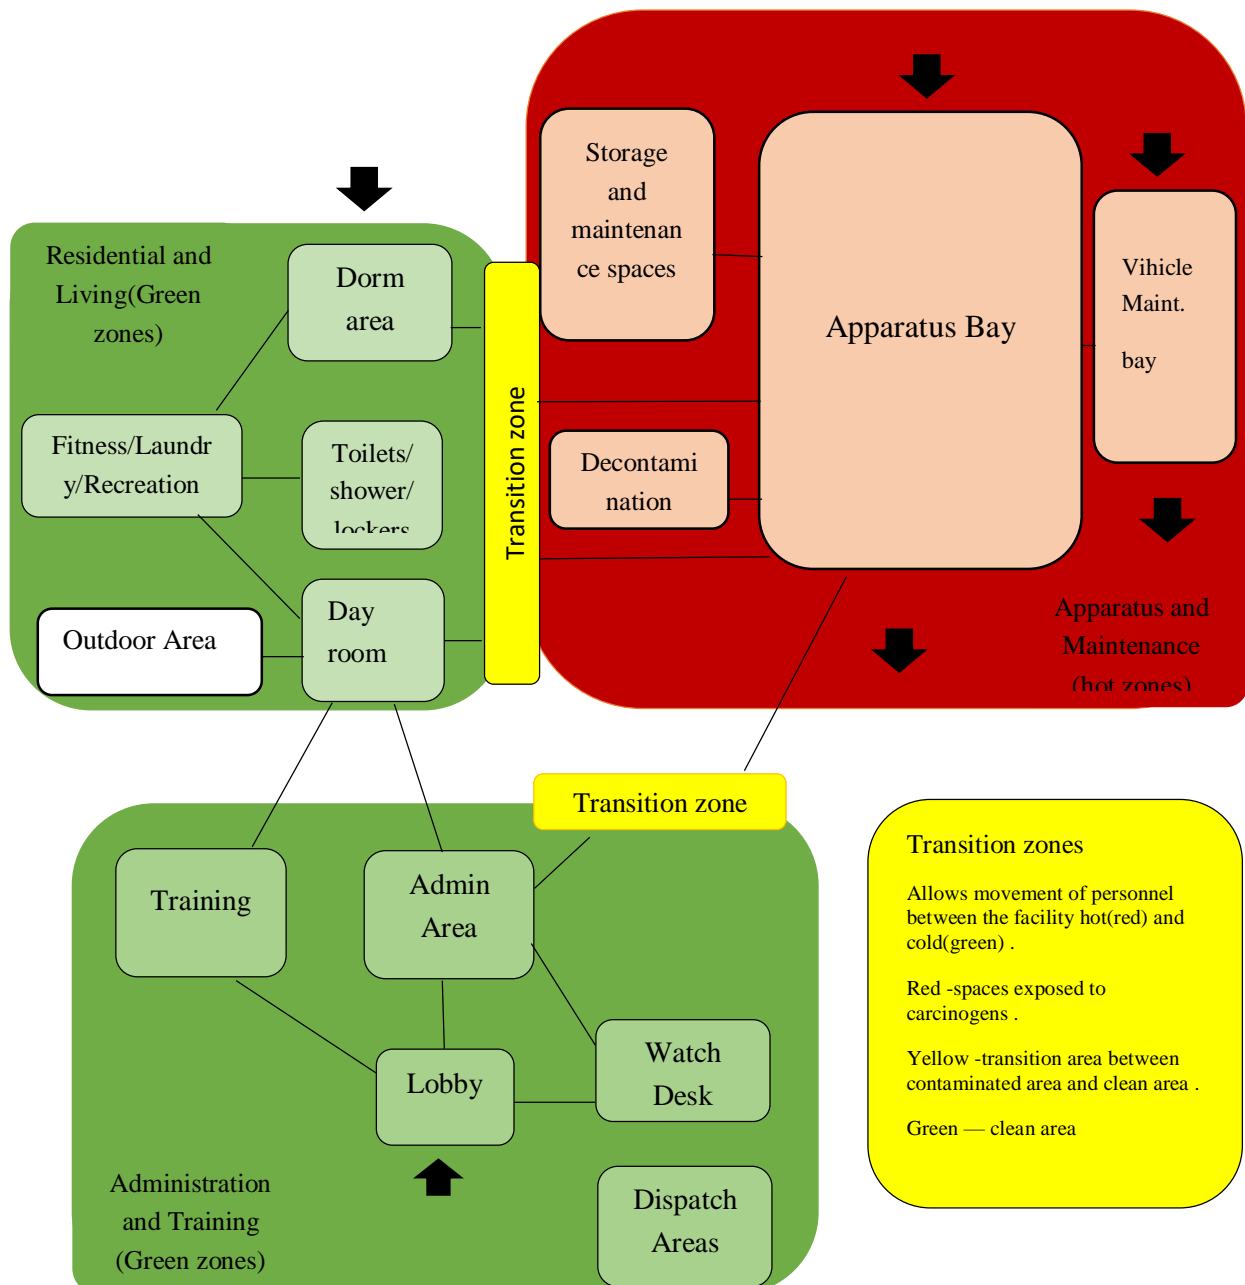 Storage
and
maintenan
ce spaces
Apparatus Bay
Vihicle
Maint.
bay
Residential and
Living(Green
zones)
Dorm
area
Fitness/Laundr
y/Recreation
Toilets/
shower/
lockers
Transition zone
Decontami
nation
Day
room
Outdoor Area
Apparatus and
Maintenance
(hot zones)
Transition zone
Training
Admin
Area
Lobby
Watch
Desk
Dispatch
Areas
Administration
and Training
(Green zones)
Transition zones
Allows movement of personnel
between the facility hot(red) and
cold(green) .
Red -spaces exposed to
carcinogens .
Yellow -transition area between
contaminated area and clean area .
Green — clean area